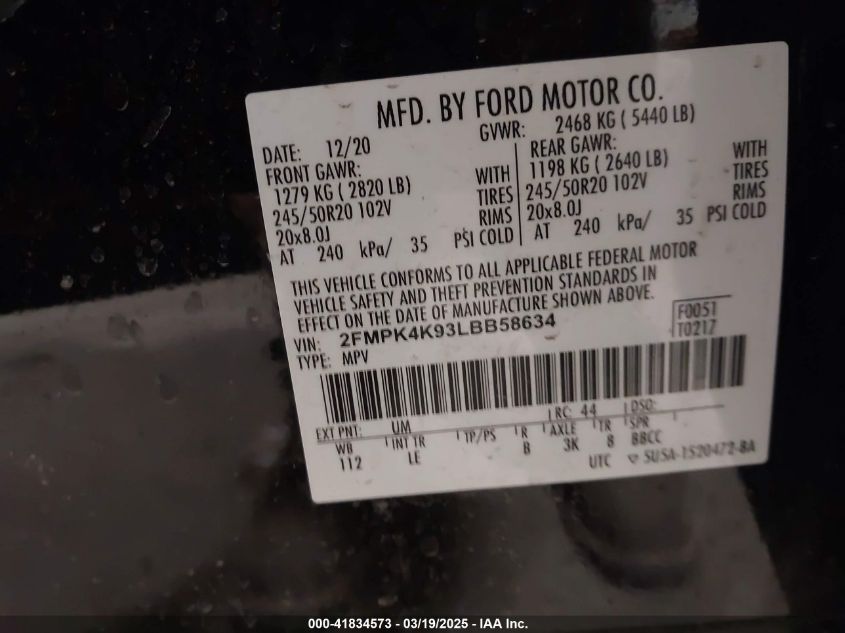 MFD. BY FORD MOTOR CO.
DATE: 12/20 GVWR: 2468 KG ( 5440 LB)
FRONT GAWR: REAR GAWR:
1279 KG ( 2820 LB) WITH 1198 KG ( 2640 LB) WITH
245/50R20 102V TIRES 245/50R20 102V TIRES
20x8.0J RIMS 20x8.0J RIMS
AT 240 kPa/ 35 PSI COLD AT 240 kPa/ 35 PSI COLD
THIS VEHICLE CONFORMS TO ALL APPLICABLE FEDERAL MOTOR
VEHICLE SAFETY AND THEFT PREVENTION STANDARDS IN
EFFECT ON THE DATE OF MANUFACTURE SHOWN ABOVE.
VIN: 2FMPK4K93LBB58634 F0051
TYPE: MPV T0217
EXT PNT: UM RC: 44 DSO:
WB INT TR TP/PS R AXLE TR SPR
112 LE B 3K 8 BBCC
UTC 5U5A-1520472-BA
000-41834573 - 03/19/2025 - IAA Inc.